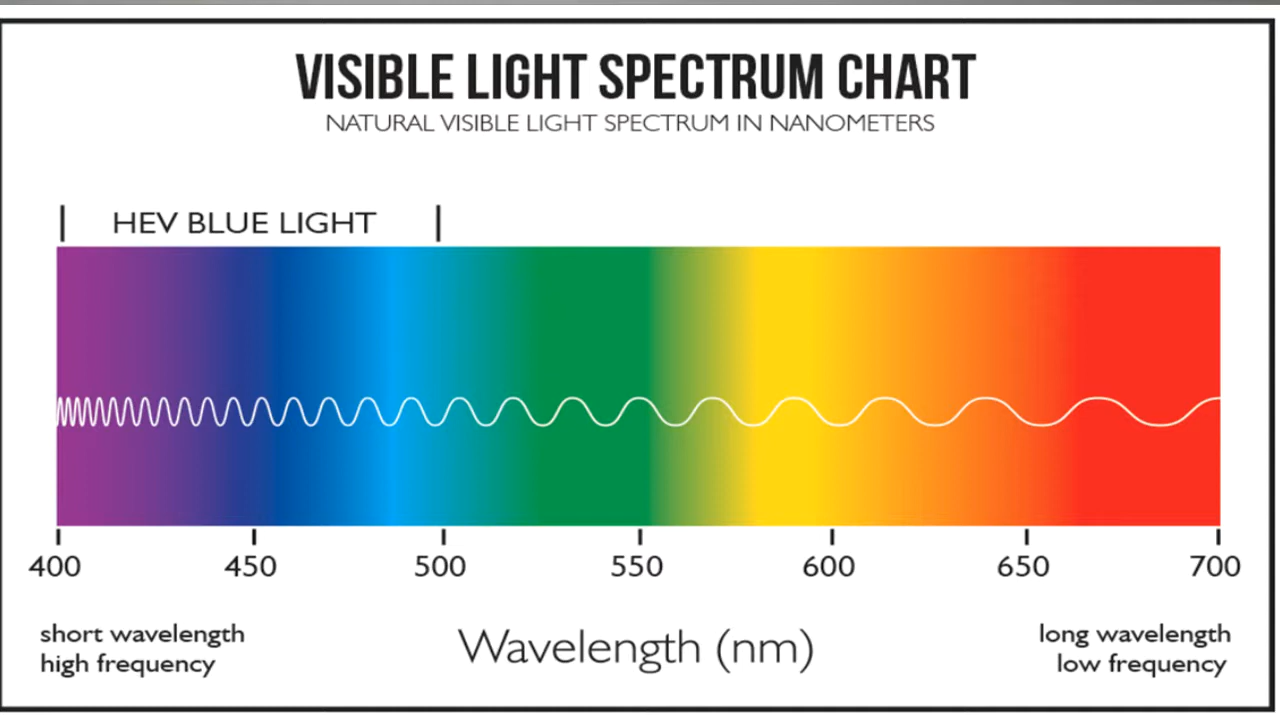 VISIBLE LIGHT SPECTRUM CHART
NATURAL VISIBLE LIGHT SPECTRUM IN NANOMETERS
HEV BLUE LIGHT
400 450 500 550 600 650 700
short wavelength
high frequency
Wavelength (nm)
long wavelength
low frequency